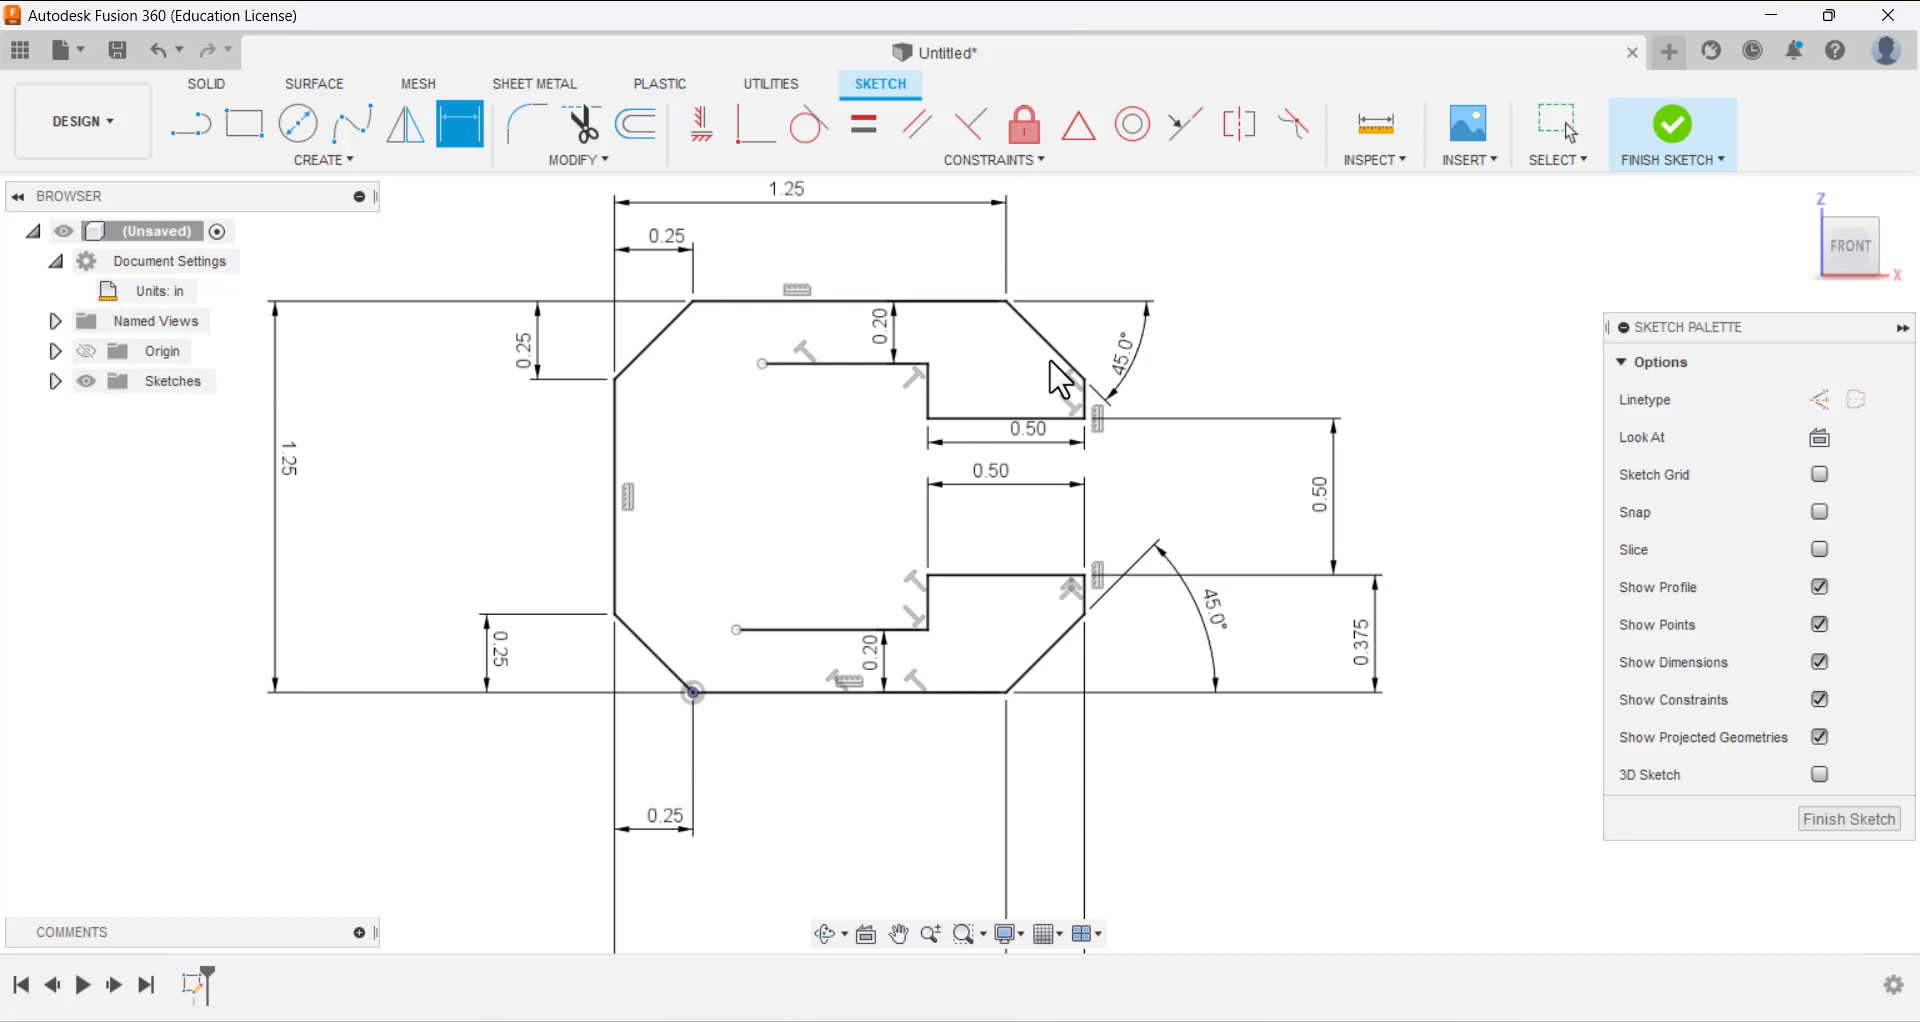 Autodesk Fusion 360 (Education License)
Untitled*
SOLID SURFACE MESH SHEET METAL PLASTIC UTILITIES SKETCH
DESIGN
CREATE MODIFY CONSTRAINTS INSPECT INSERT SELECT FINISH SKETCH
BROWSER
(Unsaved)
Document Settings
Units: in
Named Views
Origin
Sketches
1.25
0.25
0.25
0.20
45.0°
0.50
1.25
0.50
0.50
45.0°
0.25
0.20
0.375
0.25
Z
FRONT
X
SKETCH PALETTE
Options
Linetype
Look At
Sketch Grid
Snap
Slice
Show Profile
Show Points
Show Dimensions
Show Constraints
Show Projected Geometries
3D Sketch
Finish Sketch
COMMENTS